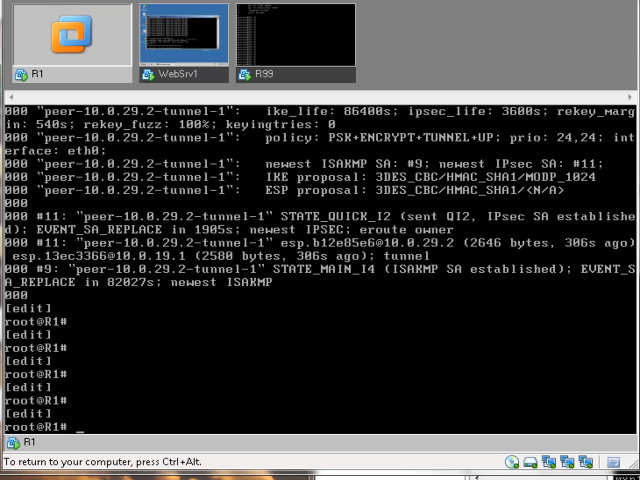 R1
WebSrv1
R99
000 "peer-10.0.29.2-tunnel-1":   ike_life: 86400s; ipsec_life: 3600s; rekey_marg
in: 540s; rekey_fuzz: 100%; keyingtries: 0
000 "peer-10.0.29.2-tunnel-1":   policy: PSK+ENCRYPT+TUNNEL+UP; prio: 24,24; int
erface: eth0;
000 "peer-10.0.29.2-tunnel-1":   newest ISAKMP SA: #9; newest IPsec SA: #11;
000 "peer-10.0.29.2-tunnel-1":   IKE proposal: 3DES_CBC/HMAC_SHA1/MODP_1024
000 "peer-10.0.29.2-tunnel-1":   ESP proposal: 3DES_CBC/HMAC_SHA1/<N/A>
000
000 #11: "peer-10.0.29.2-tunnel-1" STATE_QUICK_I2 (sent QI2, IPsec SA establishe
d); EVENT_SA_REPLACE in 1905s; newest IPSEC; eroute owner
000 #11: "peer-10.0.29.2-tunnel-1" esp.b12e85e6@10.0.29.2 (2646 bytes, 306s ago)
 esp.13ec3366@10.0.19.1 (2580 bytes, 306s ago); tunnel
000 #9: "peer-10.0.29.2-tunnel-1" STATE_MAIN_I4 (ISAKMP SA established); EVENT_S
A_REPLACE in 82027s; newest ISAKMP
000
[edit]
root@R1#
[edit]
root@R1#
[edit]
root@R1#
[edit]
root@R1#
[edit]
root@R1# _
R1
To return to your computer, press Ctrl+Alt.